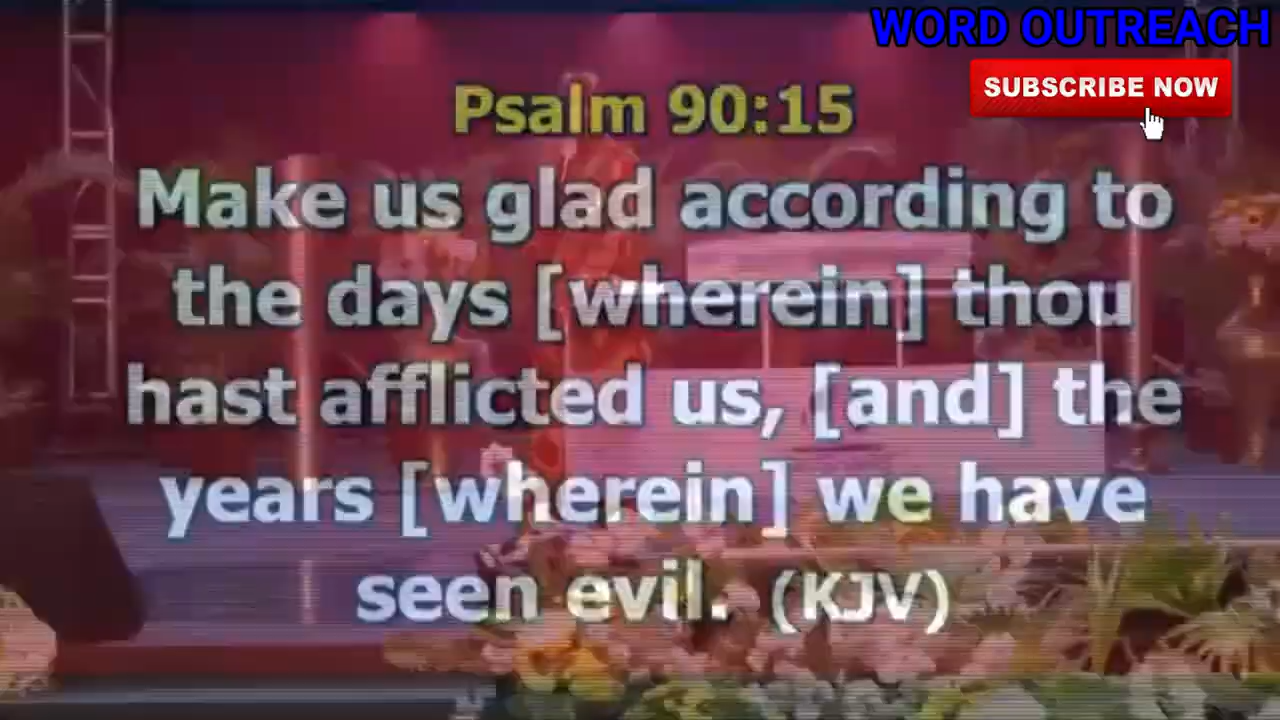 WORD OUTREACH
SUBSCRIBE NOW
Psalm 90:15
Make us glad according to
the days [wherein] thou
hast afflicted us, [and] the
years [wherein] we have
seen evil. (KJV)